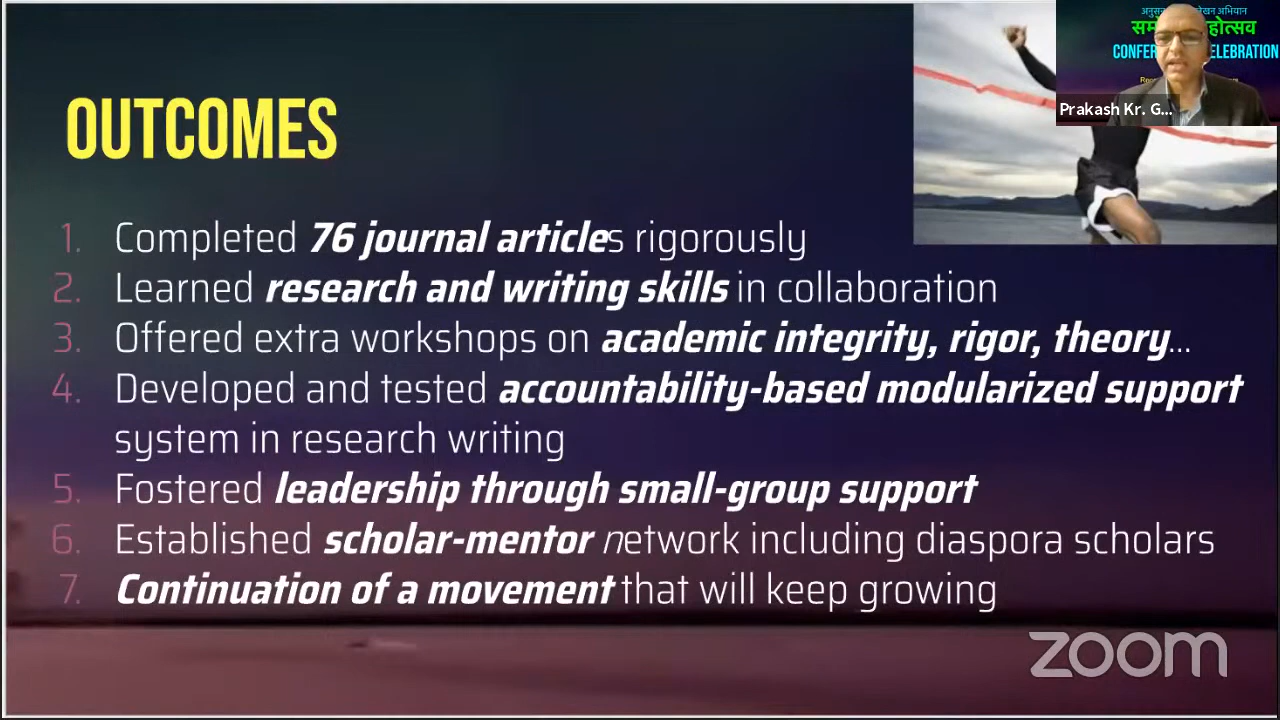 OUTCOMES
1. Completed 76 journal articles rigorously
2. Learned research and writing skills in collaboration
3. Offered extra workshops on academic integrity, rigor, theory...
4. Developed and tested accountability-based modularized support
system in research writing
5. Fostered leadership through small-group support
6. Established scholar-mentor network including diaspora scholars
7. Continuation of a movement that will keep growing
लेखन अभियान
CONFER ELEBRATION
Prakash Kr. G...
zoom